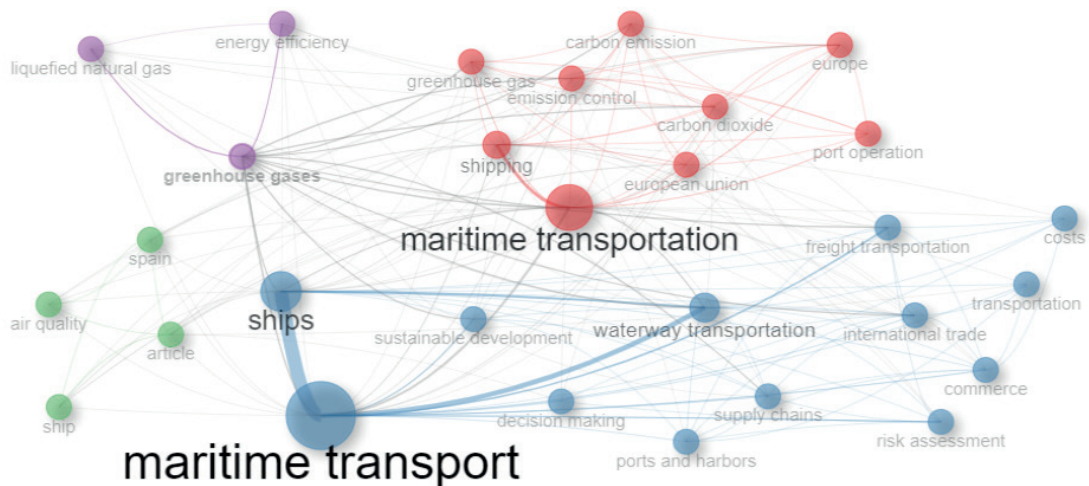 energy efficiency
carbon emission
europe
liquefied natural gas
greenhouse gas
emission control
carbon dioxide
port operation
shipping
greenhouse gases
european union
maritime transportation
freight transportation
costs
spain
air quality
article
ships
sustainable development
waterway transportation
international trade
transportation
commerce
ship
decision making
supply chains
risk assessment
ports and harbors
maritime transport